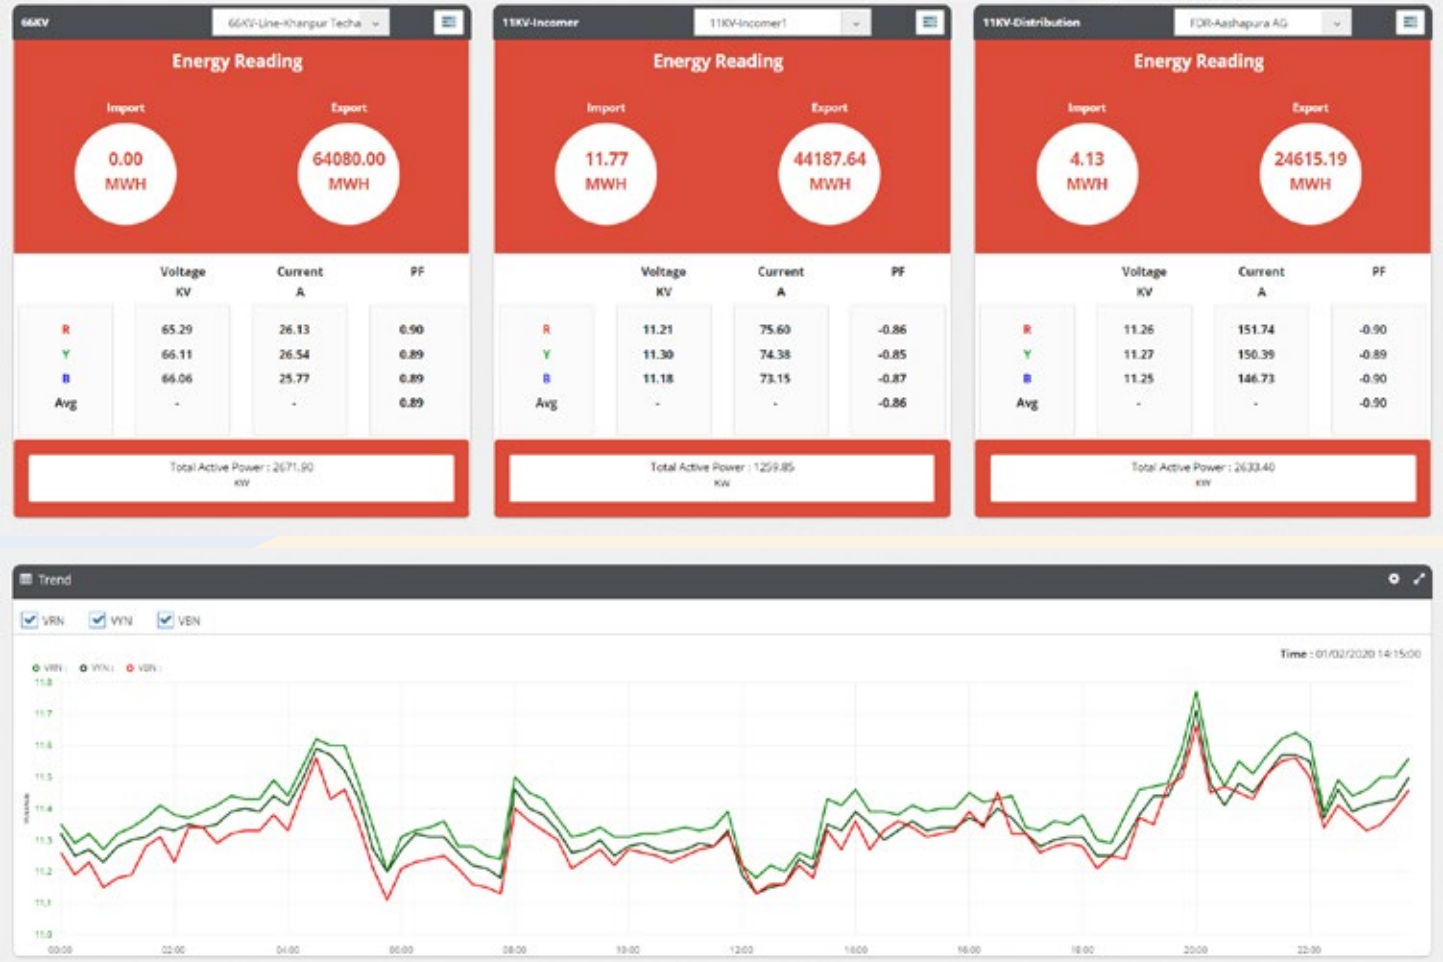 66KV
66KV-Line-Khanpur Techa
Energy Reading
Import Export
0.00 64080.00
MWH MWH
Voltage Current PF
KV A
R 65.29 26.13 0.90
Y 66.11 26.54 0.89
B 66.06 25.77 0.89
Avg - - 0.89
Total Active Power : 2671.90
KW
11KV-Incomer
11KV-Incomer1
Energy Reading
Import Export
11.77 44187.64
MWH MWH
Voltage Current PF
KV A
R 11.21 75.60 -0.86
Y 11.30 74.38 -0.85
B 11.18 73.15 -0.87
Avg - - -0.86
Total Active Power : 1259.85
KW
11KV-Distribution
FDR-Aashapura AG
Energy Reading
Import Export
4.13 24615.19
MWH MWH
Voltage Current PF
KV A
R 11.26 151.74 -0.90
Y 11.27 150.39 -0.89
B 11.25 146.73 -0.90
Avg - - -0.90
Total Active Power : 2633.40
KW
Trend
VRN VYN VBN
Time : 01/02/2020 14:15:00
VRN : VYN : VBN :
11.8
11.7
11.6
11.5
11.4
11.3
11.2
11.1
11.0
00:00 02:00 04:00 06:00 08:00 10:00 12:00 14:00 16:00 18:00 20:00 22:00